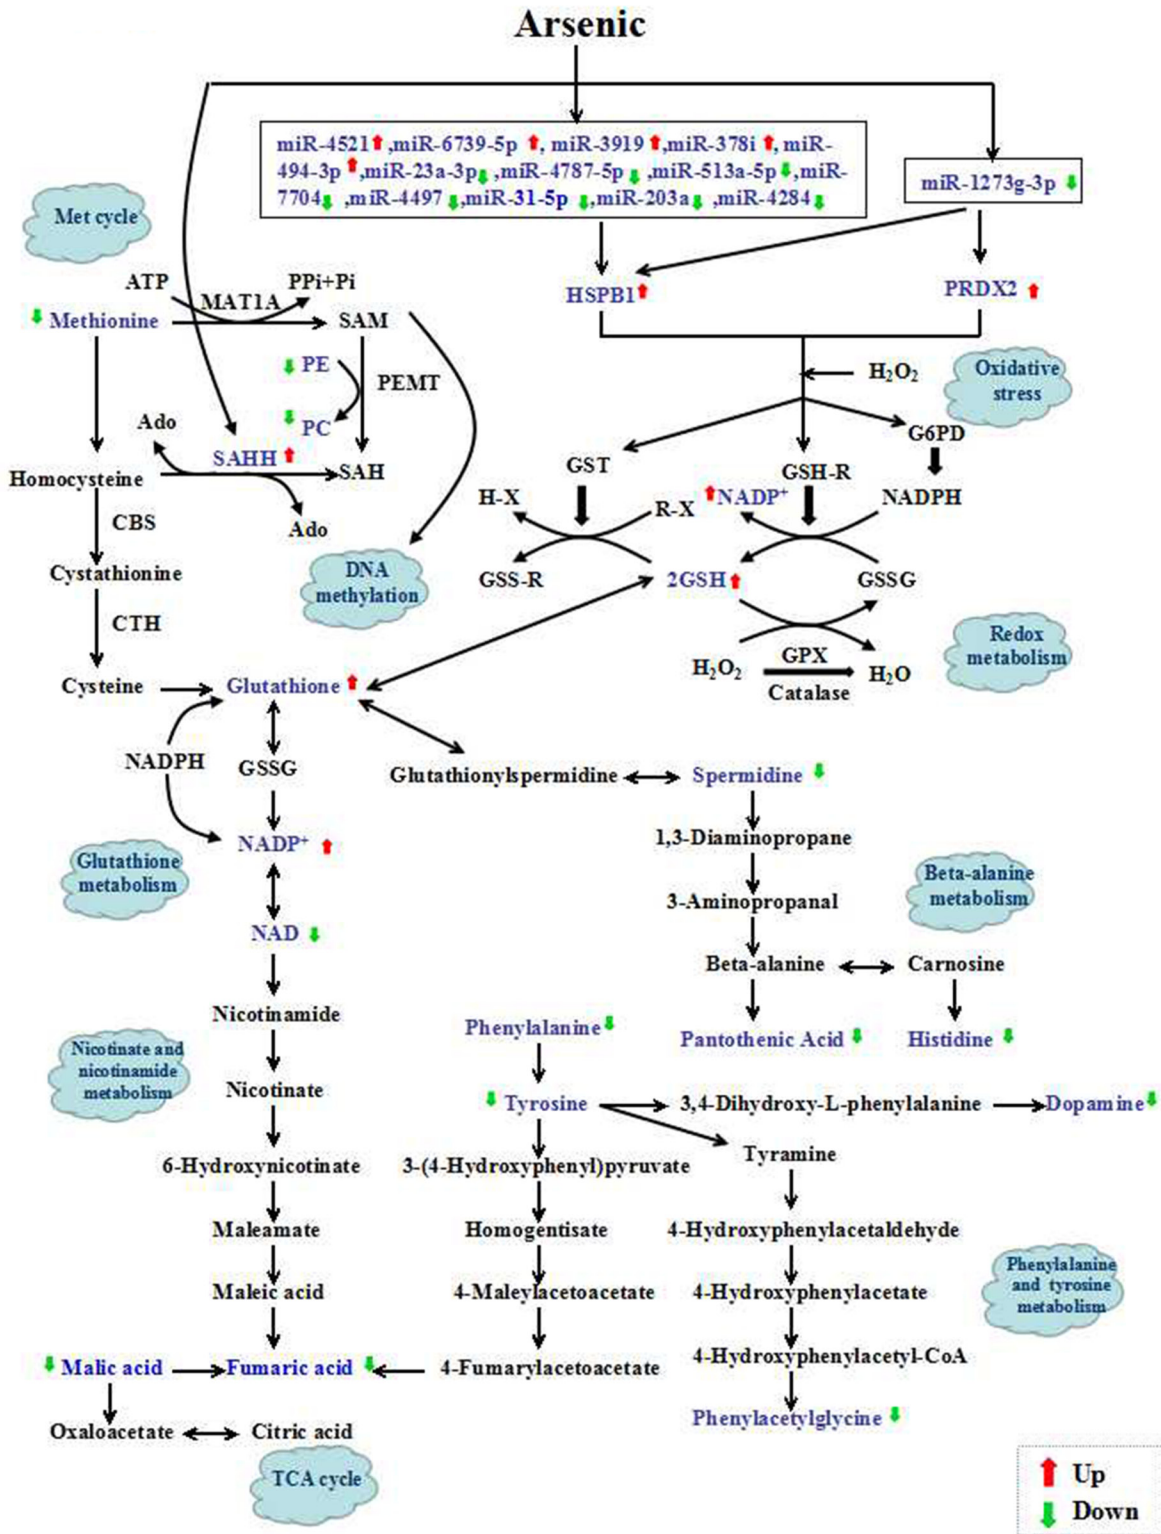 Arsenic
miR-4521 ,miR-6739-5p , miR-3919 ,miR-378i , miR-
494-3p ,miR-23a-3p ,miR-4787-5p ,miR-513a-5p ,miR-
7704 ,miR-4497 ,miR-31-5p ,miR-203a ,miR-4284
miR-1273g-3p
Met cycle
ATP
PPi+Pi
MAT1A
HSPB1
PRDX2
Methionine
SAM
PE
PEMT
H2O2
Oxidative
stress
Ado
PC
G6PD
SAHH
Homocysteine
SAH
GST
GSH-R
H-X
R-X
NADP+
NADPH
CBS
Ado
Cystathionine
DNA
methylation
GSS-R
2GSH
GSSG
CTH
Redox
metabolism
GPX
H2O2
H2O
Catalase
Cysteine
Glutathione
NADPH
GSSG
Glutathionylspermidine
Spermidine
NADP+
1,3-Diaminopropane
Glutathione
metabolism
Beta-alanine
metabolism
3-Aminopropanal
NAD
Beta-alanine
Carnosine
Nicotinamide
Phenylalanine
Pantothenic Acid
Histidine
Nicotinate and
nicotinamide
metabolism
Nicotinate
Tyrosine
3,4-Dihydroxy-L-phenylalanine
Dopamine
Tyramine
6-Hydroxynicotinate
3-(4-Hydroxyphenyl)pyruvate
Maleamate
Homogentisate
4-Hydroxyphenylacetaldehyde
Phenylalanine
and tyrosine
metabolism
Maleic acid
4-Maleylacetoacetate
4-Hydroxyphenylacetate
Malic acid
Fumaric acid
4-Fumarylacetoacetate
4-Hydroxyphenylacetyl-CoA
Phenylacetylglycine
Oxaloacetate
Citric acid
TCA cycle
Up
Down